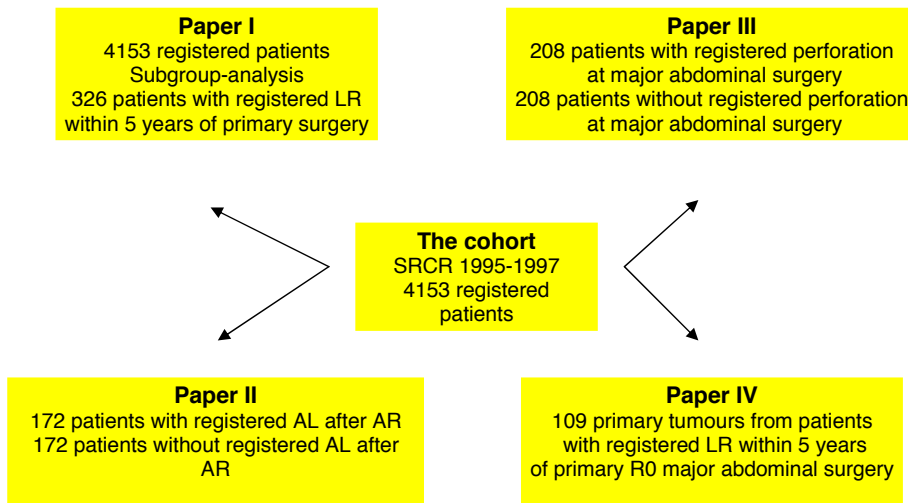 Paper I
4153 registered patients
Subgroup-analysis
326 patients with registered LR
within 5 years of primary surgery
Paper III
208 patients with registered perforation
at major abdominal surgery
208 patients without registered perforation
at major abdominal surgery
The cohort
SRCR 1995-1997
4153 registered
patients
Paper II
172 patients with registered AL after AR
172 patients without registered AL after
AR
Paper IV
109 primary tumours from patients
with registered LR within 5 years
of primary R0 major abdominal surgery